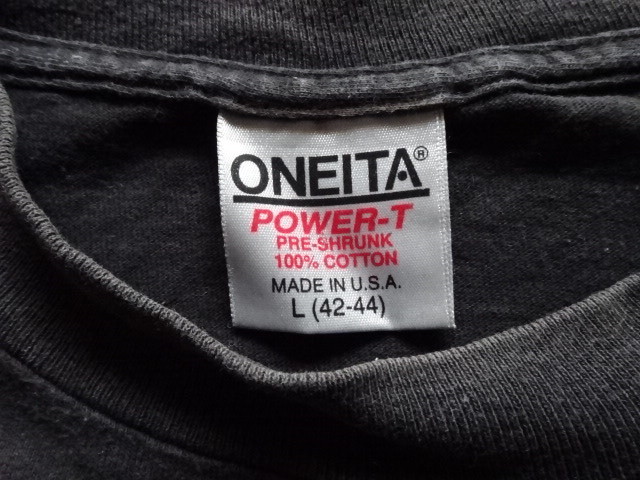 ONEITA®
POWER-T
PRE-SHRUNK
100% COTTON
MADE IN U.S.A.
L (42-44)